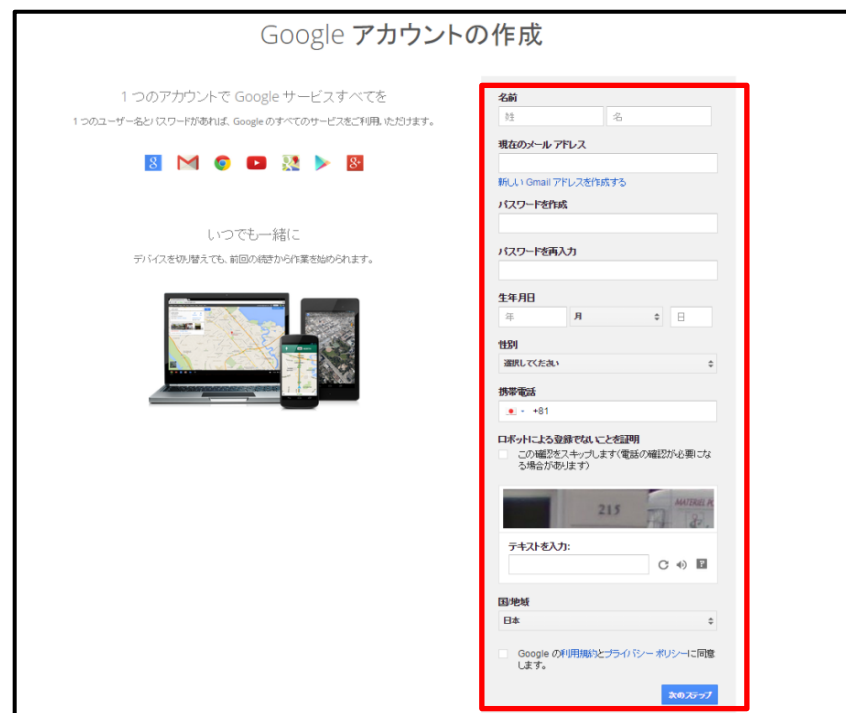 Google アカウントの作成
1 つのアカウントで Google サービスすべてを
1 つのユーザー名とパスワードがあれば、Google のすべてのサービスをご利用いただけます。
8
8+
いつでも一緒に
デバイスを切り替えても、前回の続きから作業を始められます。
名前
姓
名
現在のメール アドレス
新しい Gmail アドレスを作成する
パスワードを作成
パスワードを再入力
生年月日
年
月
日
性別
選択してください
携帯電話
+81
ロボットによる登録でないことを証明
この確認をスキップします(電話の確認が必要にな
る場合があります)
215
テキストを入力:
?
国/地域
日本
Google の利用規約とプライバシー ポリシーに同意
します。
次のステップ